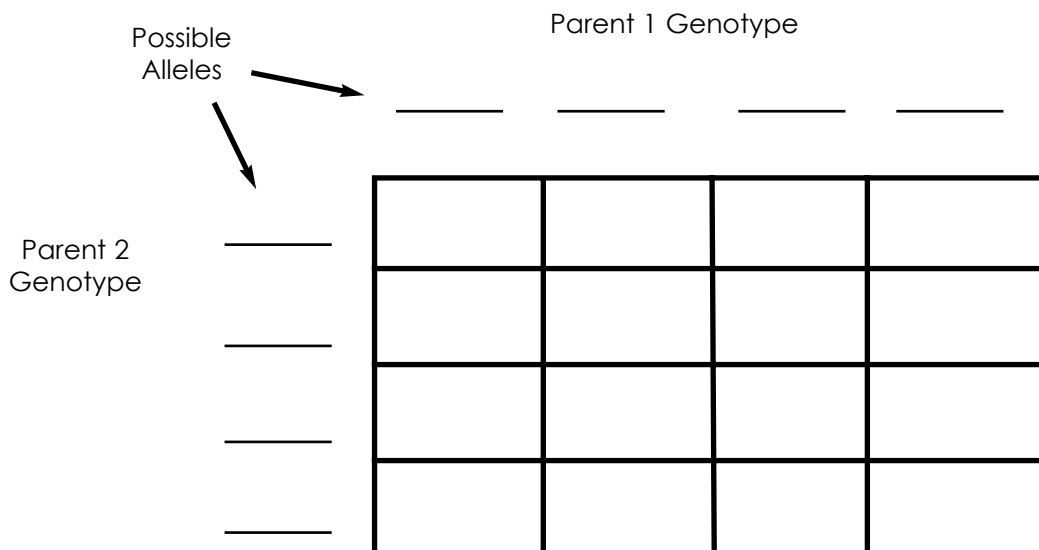 Parent 1 Genotype
Possible
Alleles
Parent 2
Genotype